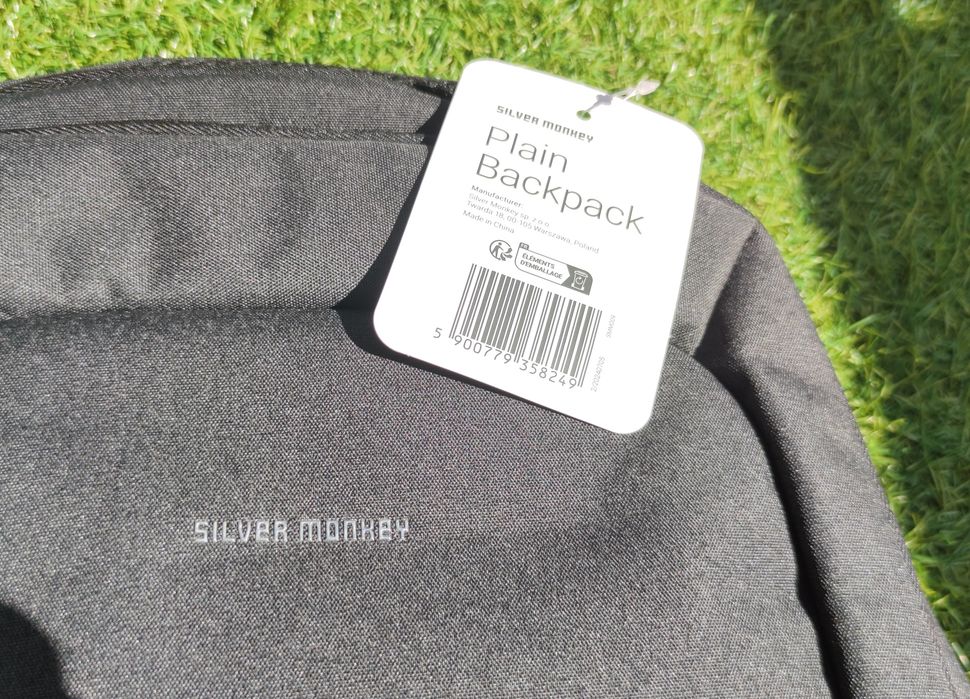 SILVER MONKEY
Plain
Backpack
Manufacturer:
Silver Monkey sp. z o.o.
Twarda 18, 00-105 Warszawa, Poland
Made in China
FR
ÉLÉMENTS
D'EMBALLAGE
5 900779 358249
SILVER MONKEY